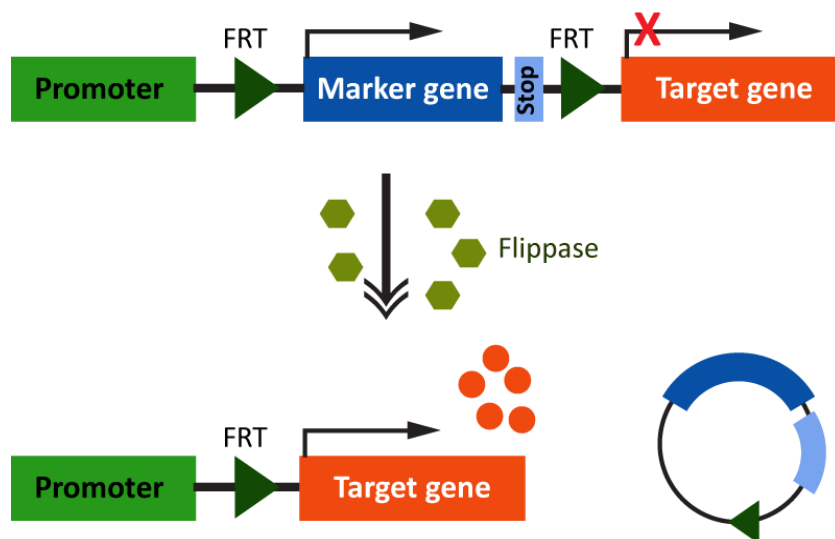 FRT
FRT
X
Promoter
Marker gene
Stop
Target gene
Flippase
FRT
Promoter
Target gene